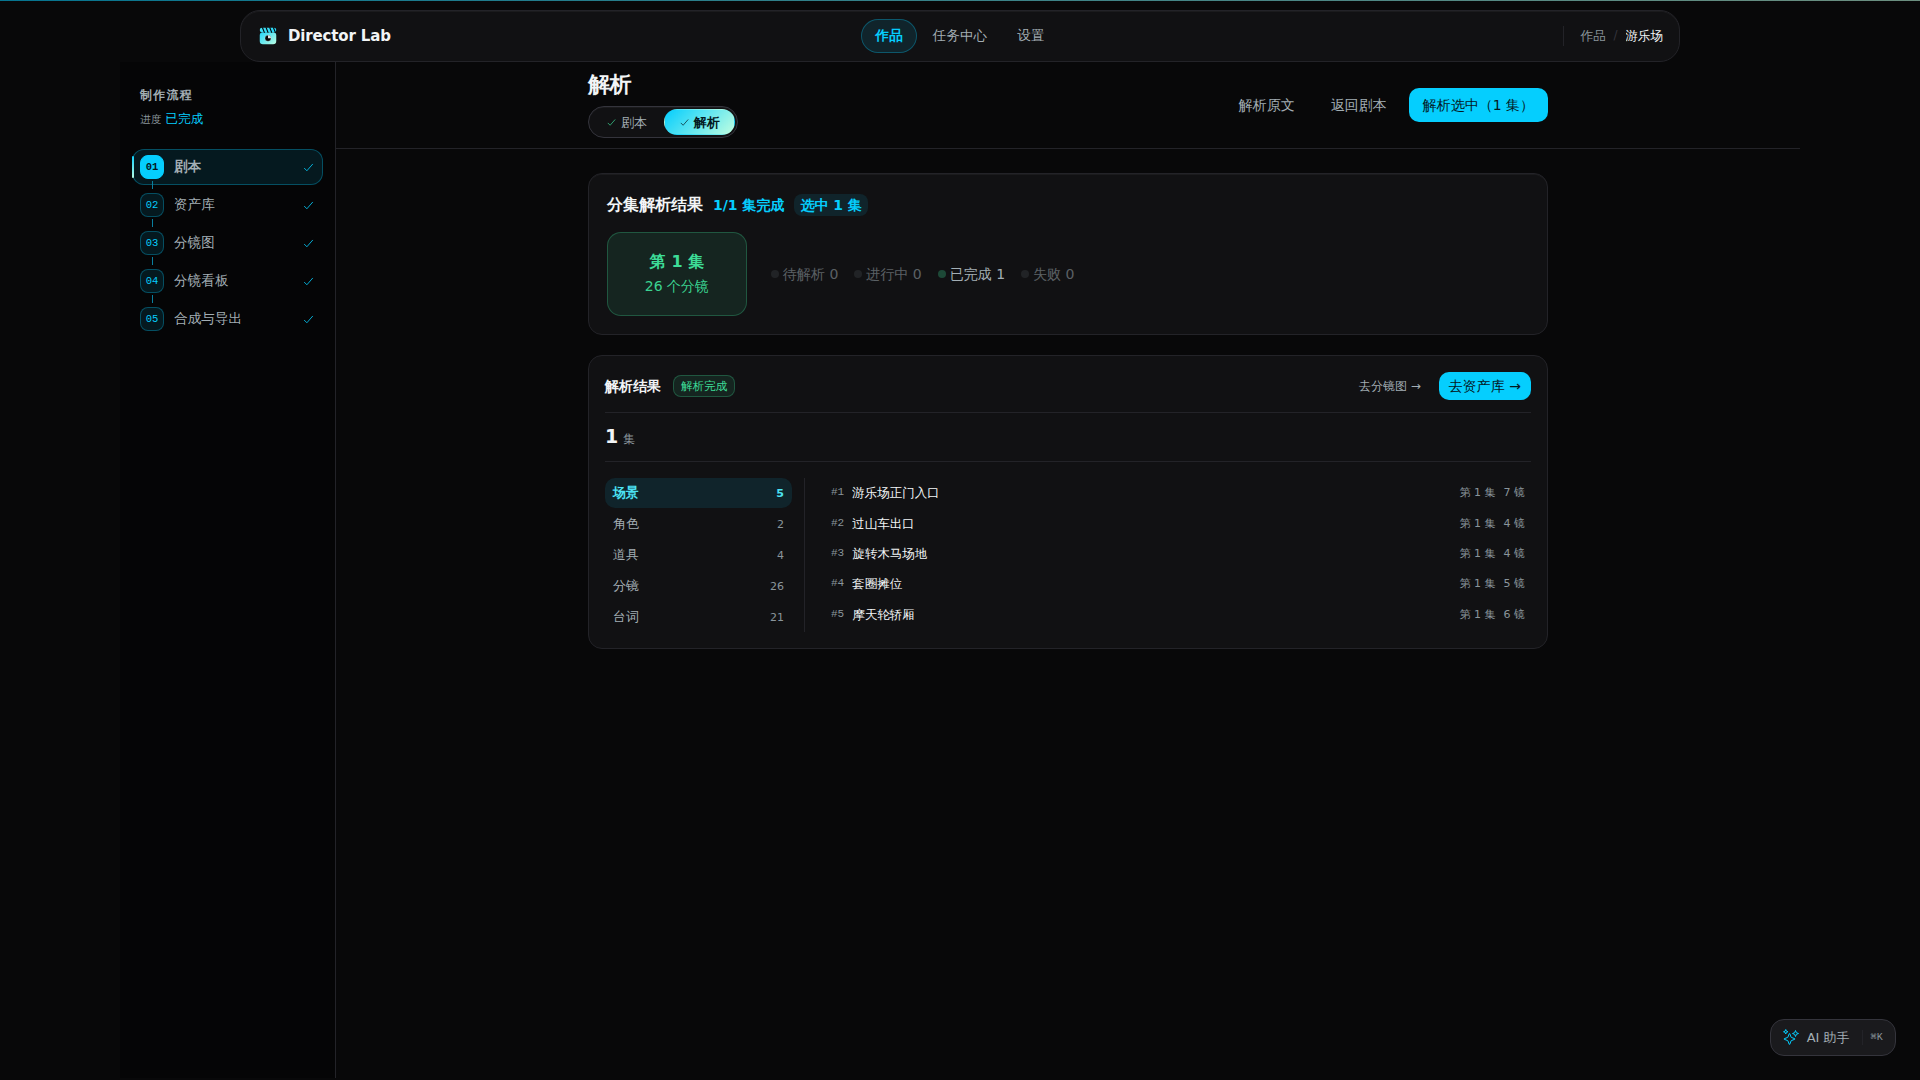 Director Lab
作品 任务中心 设置
作品 / 游乐场
制作流程
进度 已完成
01 剧本
02 资产库
03 分镜图
04 分镜看板
05 合成与导出
解析
剧本 解析
解析原文 返回剧本 解析选中（1 集）
分集解析结果 1/1 集完成 选中 1 集
第 1 集
26 个分镜
待解析 0 进行中 0 已完成 1 失败 0
解析结果 解析完成 去分镜图 → 去资产库 →
1 集
场景 5
角色 2
道具 4
分镜 26
台词 21
#1 游乐场正门入口 第 1 集 7 镜
#2 过山车出口 第 1 集 4 镜
#3 旋转木马场地 第 1 集 4 镜
#4 套圈摊位 第 1 集 5 镜
#5 摩天轮轿厢 第 1 集 6 镜
AI 助手 ⌘K